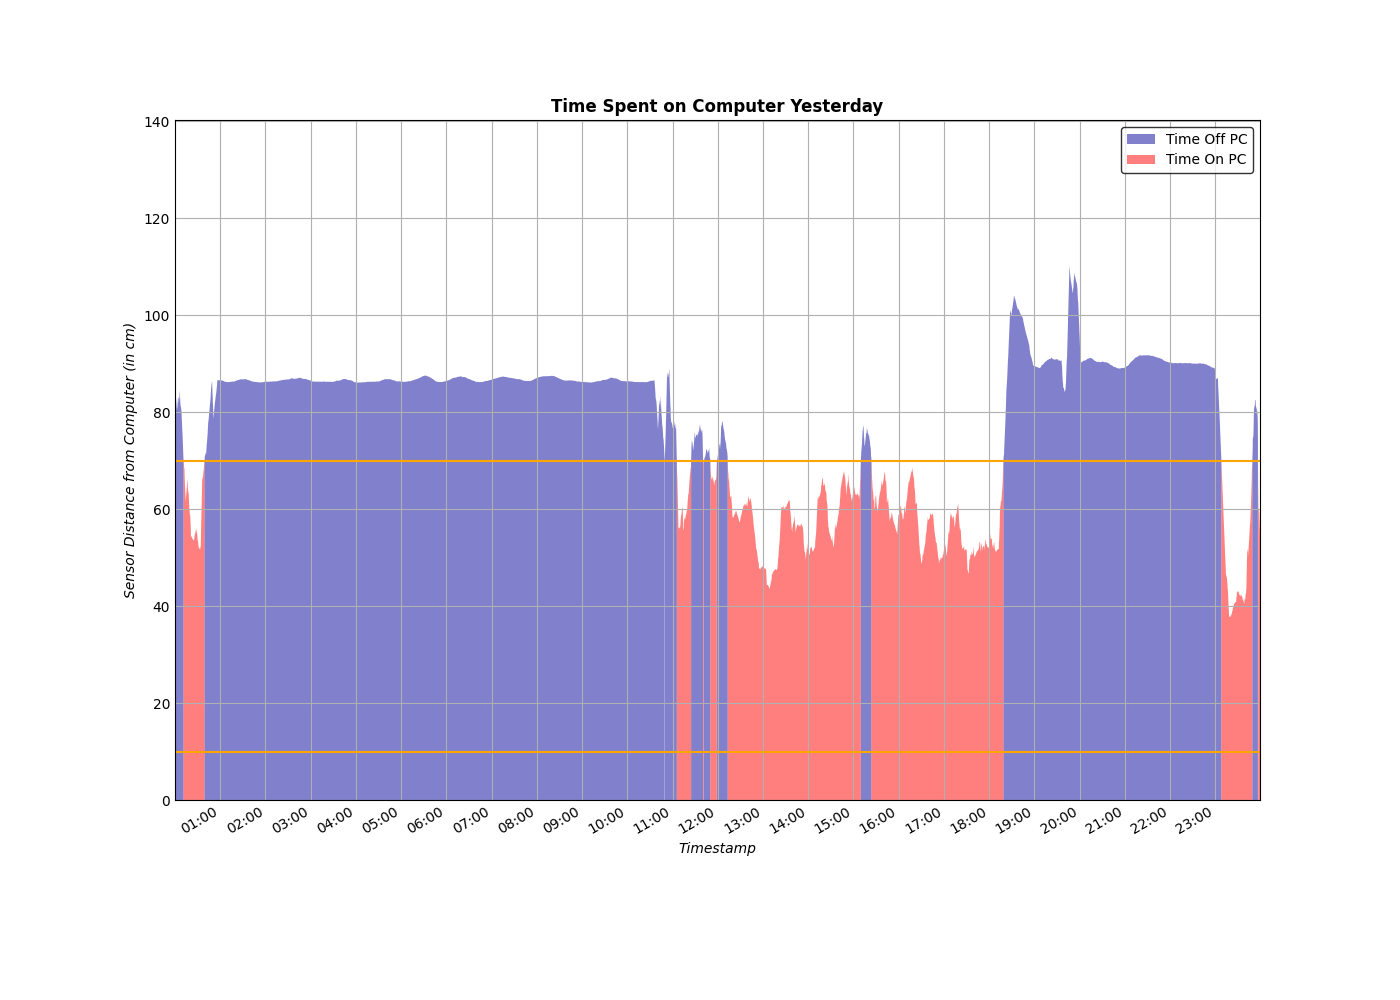 Time Spent on Computer Yesterday
Time Off PC
Time On PC
Sensor Distance from Computer (in cm)
140
120
100
80
60
40
20
0
01:00 02:00 03:00 04:00 05:00 06:00 07:00 08:00 09:00 10:00 11:00 12:00 13:00 14:00 15:00 16:00 17:00 18:00 19:00 20:00 21:00 22:00 23:00
Timestamp